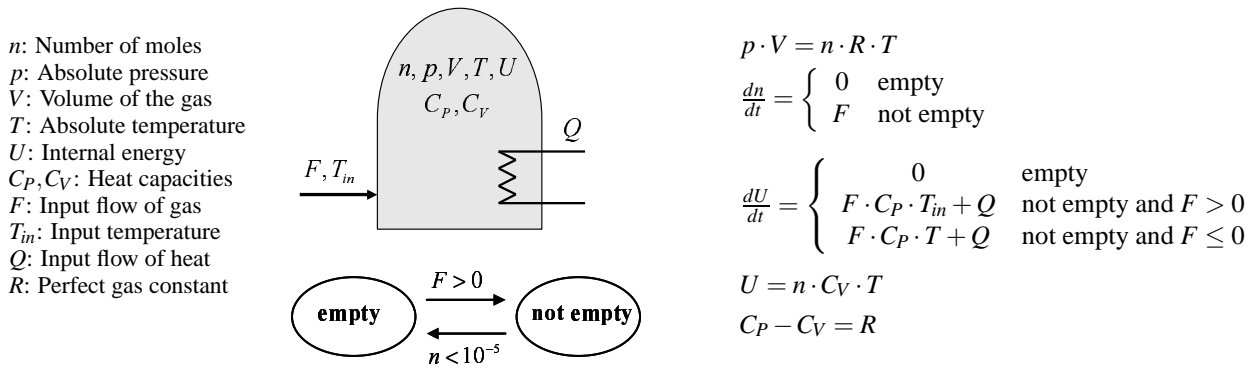 n: Number of moles
p: Absolute pressure
V: Volume of the gas
T: Absolute temperature
U: Internal energy
C_P, C_V: Heat capacities
F: Input flow of gas
T_in: Input temperature
Q: Input flow of heat
R: Perfect gas constant
n, p, V, T, U
C_P, C_V
Q
F, T_in
F > 0
empty
not empty
n < 10^-5
p · V = n · R · T
dn/dt = { 0 empty
F not empty
dU/dt = { 0 empty
F · C_P · T_in + Q not empty and F > 0
F · C_P · T + Q not empty and F ≤ 0
U = n · C_V · T
C_P − C_V = R